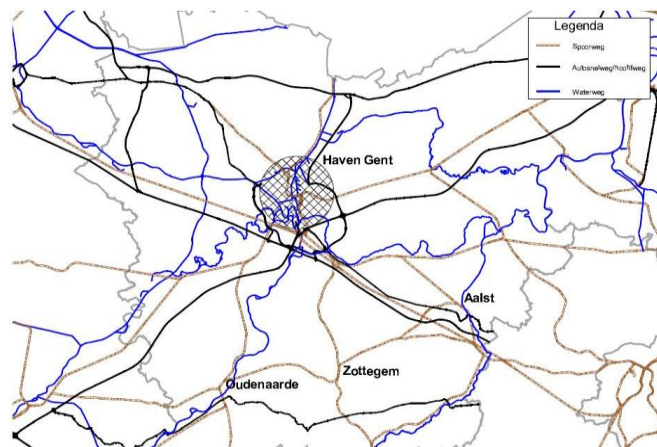 Legenda
Spoorweg
Autosnelweg/hoofdweg
Waterweg
Haven Gent
Aalst
Zottegem
Oudenaarde